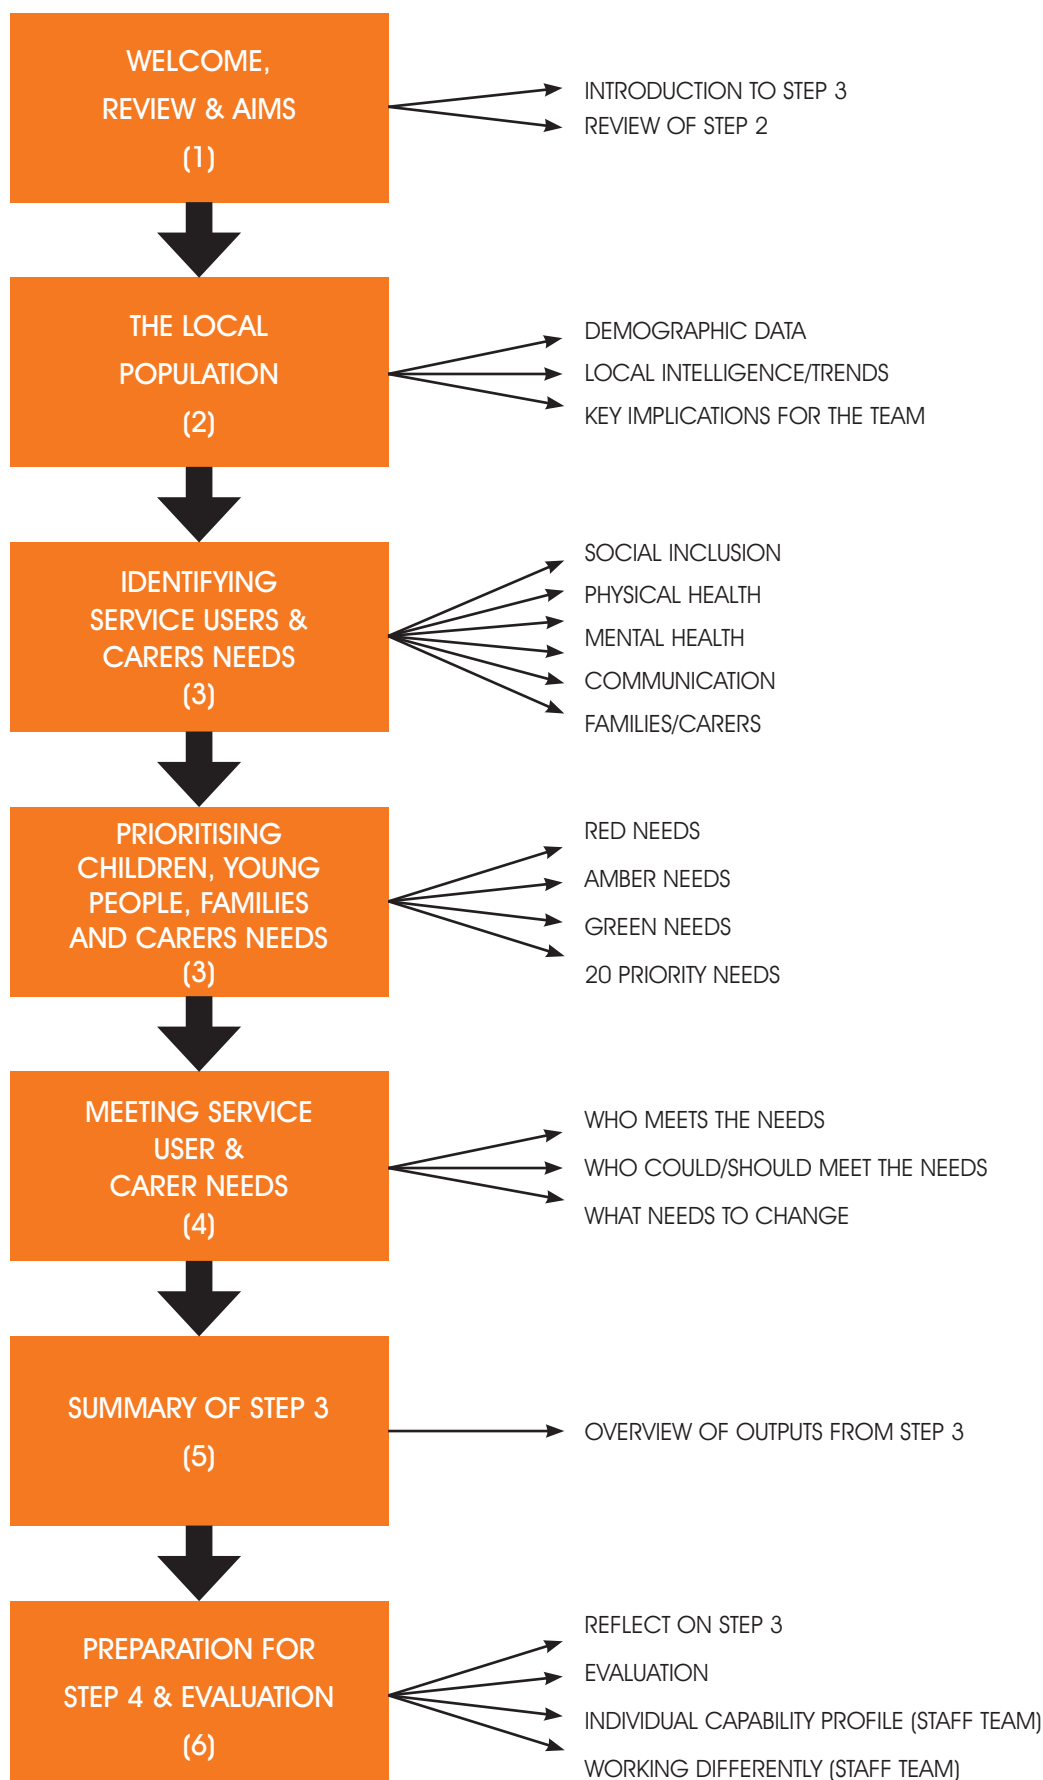 WELCOME,
REVIEW & AIMS
(1)
INTRODUCTION TO STEP 3
REVIEW OF STEP 2
THE LOCAL
POPULATION
(2)
DEMOGRAPHIC DATA
LOCAL INTELLIGENCE/TRENDS
KEY IMPLICATIONS FOR THE TEAM
IDENTIFYING
SERVICE USERS &
CARERS NEEDS
(3)
SOCIAL INCLUSION
PHYSICAL HEALTH
MENTAL HEALTH
COMMUNICATION
FAMILIES/CARERS
PRIORITISING
CHILDREN, YOUNG
PEOPLE, FAMILIES
AND CARERS NEEDS
(3)
RED NEEDS
AMBER NEEDS
GREEN NEEDS
20 PRIORITY NEEDS
MEETING SERVICE
USER &
CARER NEEDS
(4)
WHO MEETS THE NEEDS
WHO COULD/SHOULD MEET THE NEEDS
WHAT NEEDS TO CHANGE
SUMMARY OF STEP 3
(5)
OVERVIEW OF OUTPUTS FROM STEP 3
PREPARATION FOR
STEP 4 & EVALUATION
(6)
REFLECT ON STEP 3
EVALUATION
INDIVIDUAL CAPABILITY PROFILE (STAFF TEAM)
WORKING DIFFERENTLY (STAFF TEAM)